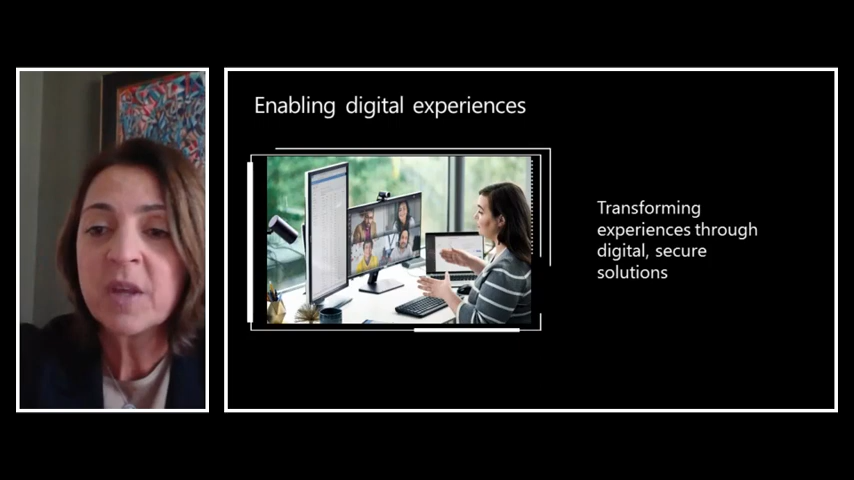 Enabling digital experiences
Transforming
experiences through
digital, secure
solutions